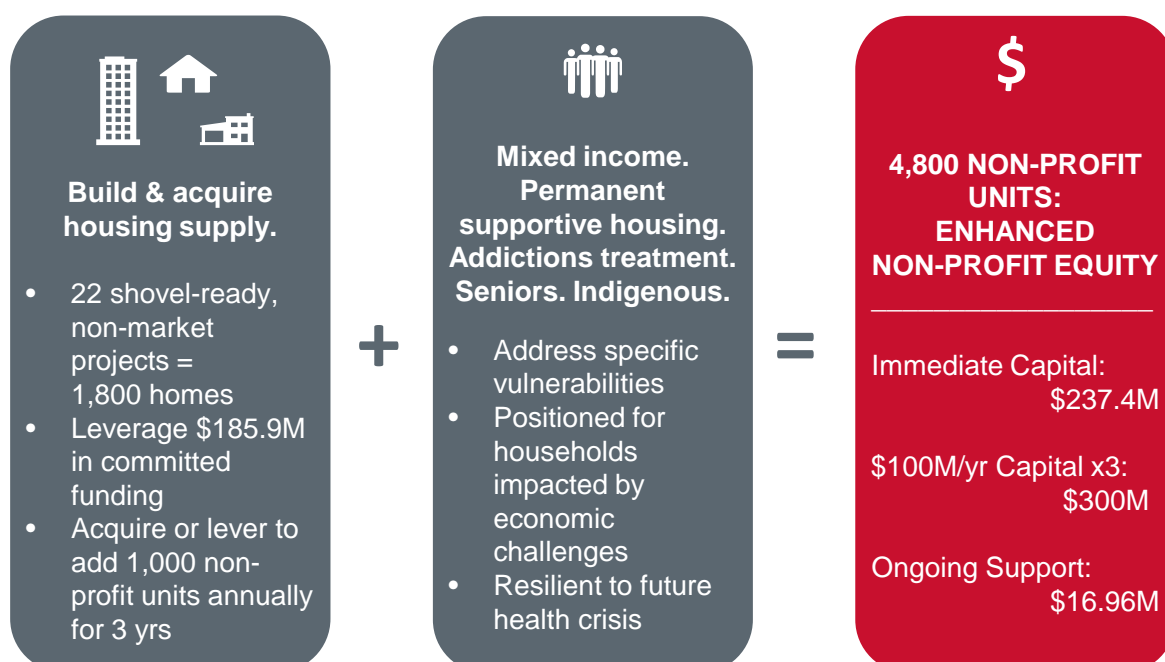 Build & acquire
housing supply.
• 22 shovel-ready,
non-market
projects =
1,800 homes
• Leverage $185.9M
in committed
funding
• Acquire or lever to
add 1,000 non-
profit units annually
for 3 yrs
+
Mixed income.
Permanent
supportive housing.
Addictions treatment.
Seniors. Indigenous.
• Address specific
vulnerabilities
• Positioned for
households
impacted by
economic
challenges
• Resilient to future
health crisis
=
$
4,800 NON-PROFIT
UNITS:
ENHANCED
NON-PROFIT EQUITY
Immediate Capital:
$237.4M
$100M/yr Capital x3:
$300M
Ongoing Support:
$16.96M